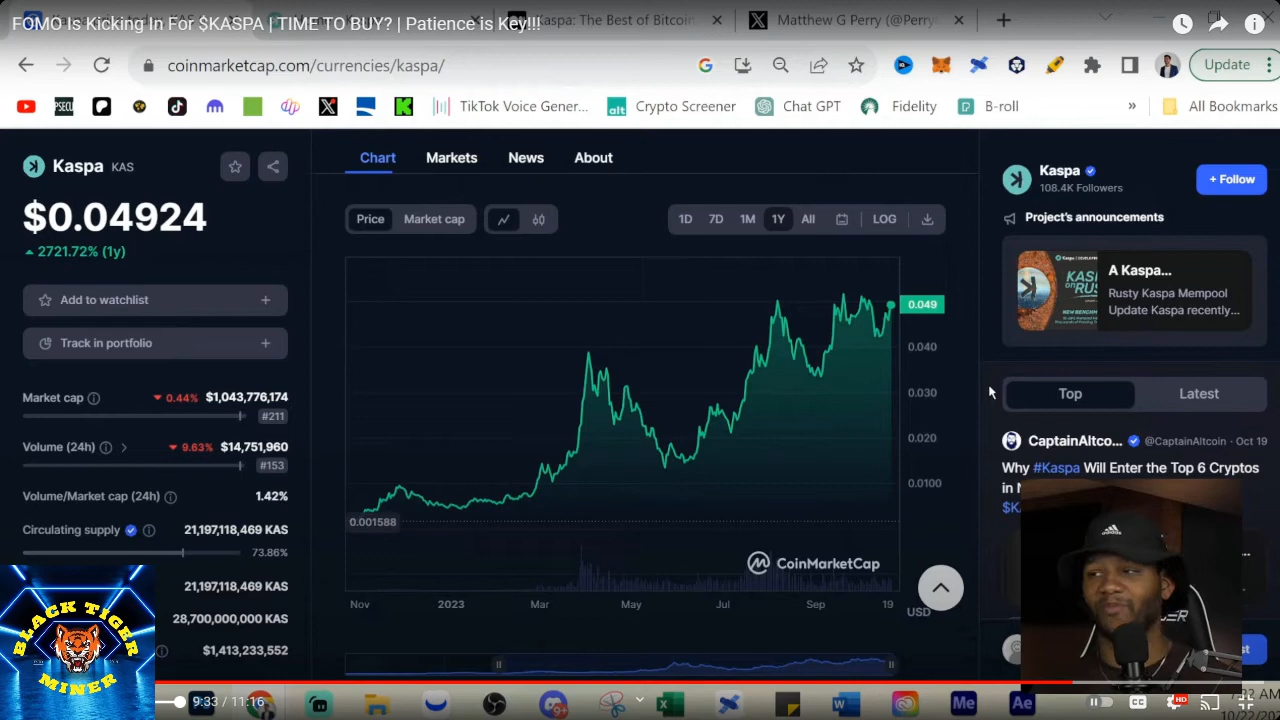 FOMO Is Kicking In For $KASPA | TIME TO BUY? | Patience is Key!!!
Kaspa: The Best of Bitcoin
Matthew G Perry (@Perry
coinmarketcap.com/currencies/kaspa/
Update
PSECU
TikTok Voice Gener...
alt
Crypto Screener
Chat GPT
Fidelity
B-roll
All Bookmarks
Kaspa KAS
$0.04924
2721.72% (1y)
Add to watchlist
Track in portfolio
Market cap
0.44% $1,043,776,174
#211
Volume (24h)
9.63% $14,751,960
#153
Volume/Market cap (24h)
1.42%
Circulating supply
21,197,118,469 KAS
73.86%
21,197,118,469 KAS
28,700,000,000 KAS
$1,413,233,552
Chart Markets News About
Price Market cap
1D 7D 1M 1Y All LOG
0.049
0.040
0.030
0.020
0.0100
0.001588
CoinMarketCap
Nov 2023 Mar May Jul Sep 19
USD
Kaspa
108.4K Followers
+ Follow
Project's announcements
A Kaspa...
Rusty Kaspa Mempool
Update Kaspa recently...
Top Latest
CaptainAltco... @CaptainAltcoin · Oct 19
Why #Kaspa Will Enter the Top 6 Cryptos
BLACK TIGER
MINER
9:33 / 11:16
CC
HD
Me
Ae